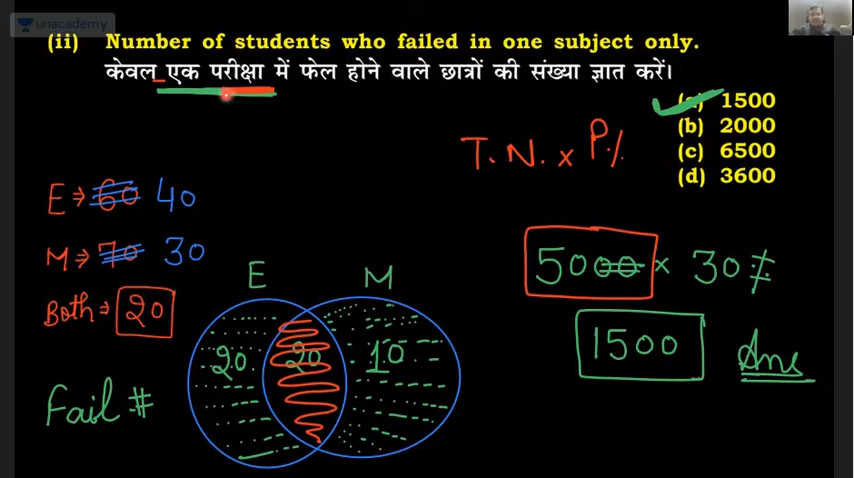 unacademy
(ii) Number of students who failed in one subject only.
केवल एक परीक्षा में फेल होने वाले छात्रों की संख्या ज्ञात करें।
(a) 1500
(b) 2000
(c) 6500
(d) 3600
T.N. x P.%
E ⇒ 60 40
M ⇒ 70 30
Both ⇒ 20
Fail #
E M
20 20 10
5000 x 30%
1500 Ans